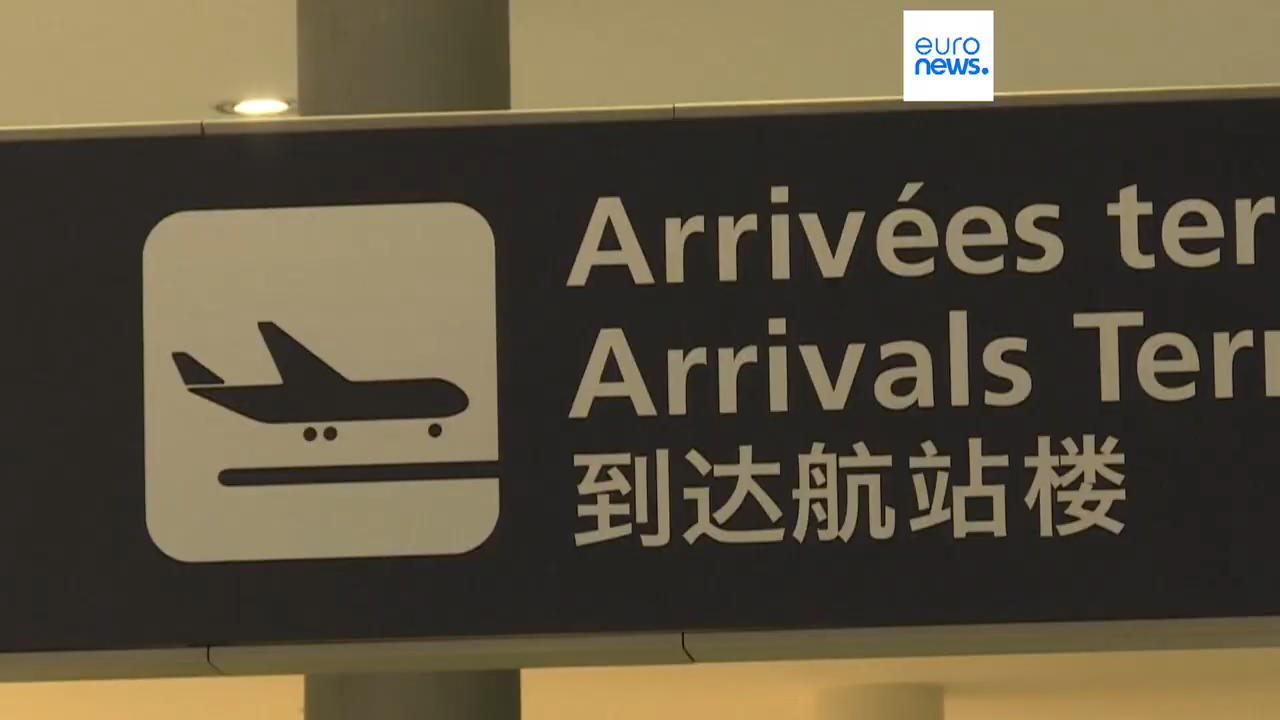 euro
news.
Arrivées ter
Arrivals Ter
到达航站楼